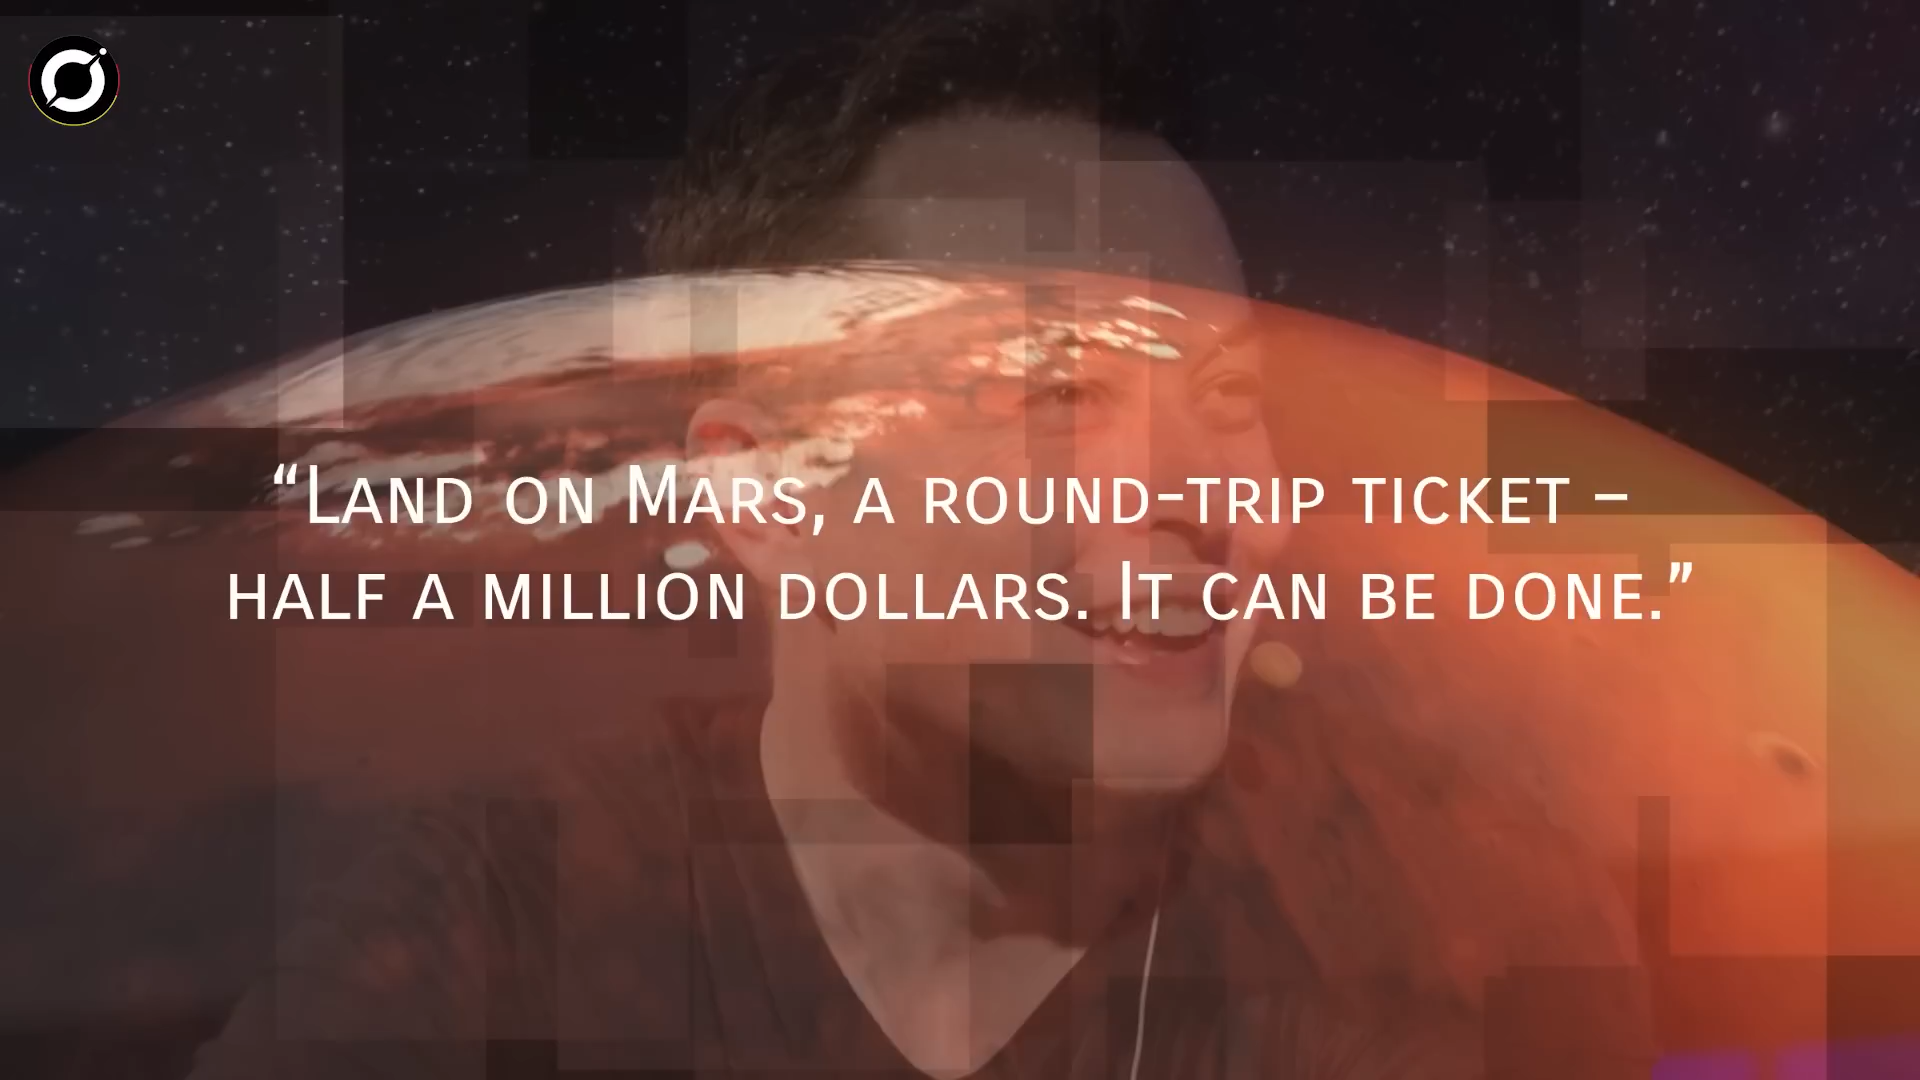 “Land on Mars, a round-trip ticket –
half a million dollars. It can be done.”